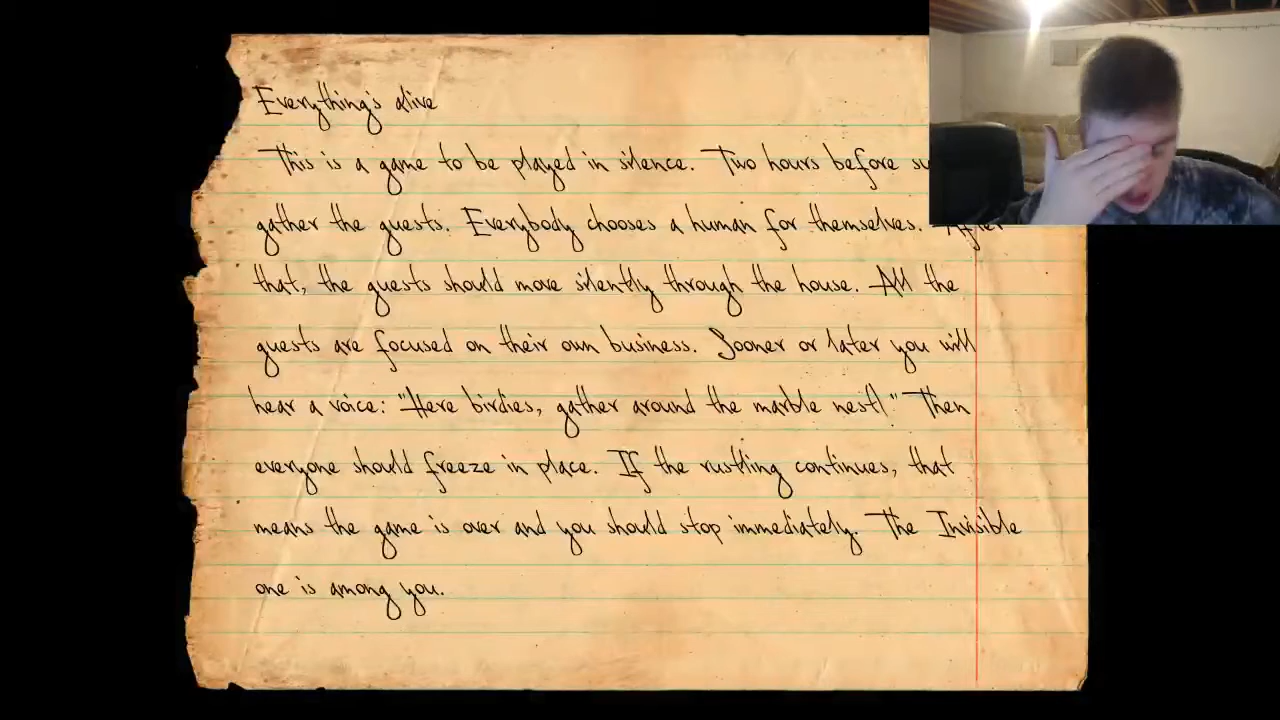 Everything's alive
This is a game to be played in silence. Two hours before
gather the guests. Everybody chooses a human for themselves. After
that, the guests should move silently through the house. All the
guests are focused on their own business. Sooner or later you will
hear a voice: "Here birdies, gather around the marble nest!" Then
everyone should freeze in place. If the rustling continues, that
means the game is over and you should stop immediately. The Invisible
one is among you.